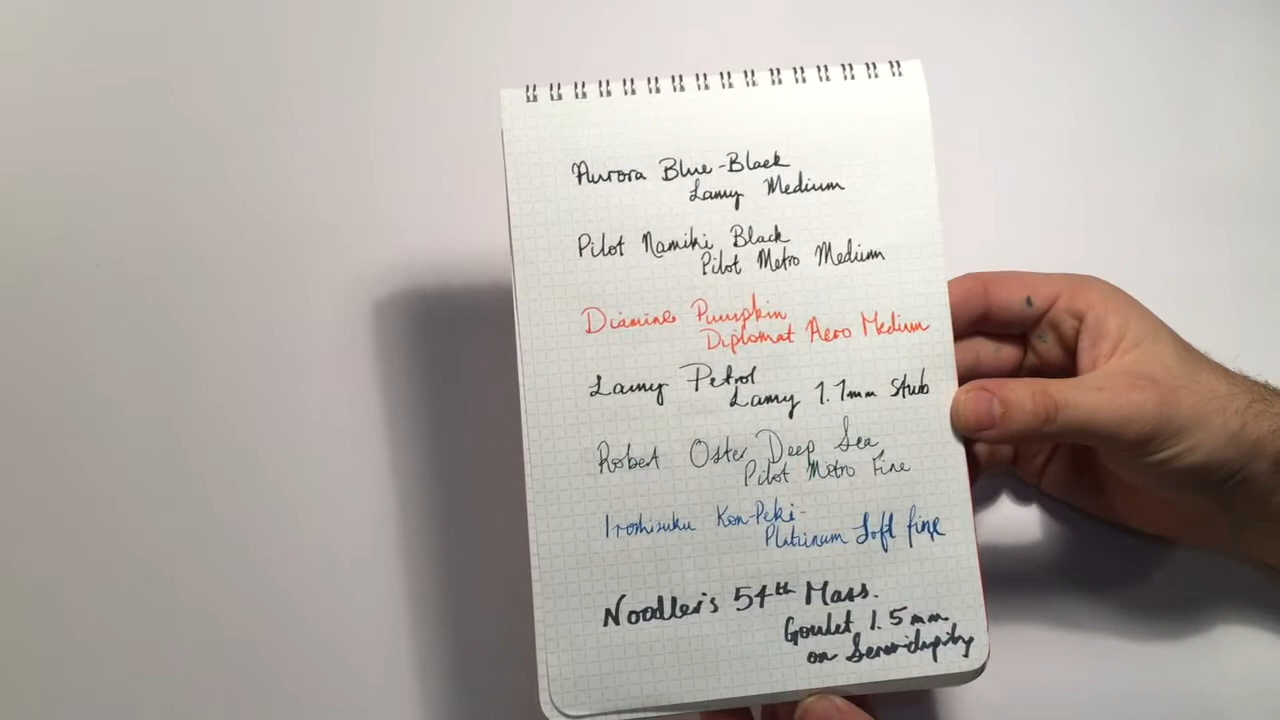 Aurora Blue-Black
Lamy Medium
Pilot Namiki Black
Pilot Metro Medium
Diamine Pumpkin
Diplomat Aero Medium
Lamy Petrol
Lamy 1.1mm Stub
Robert Oster Deep Sea
Pilot Metro Fine
Iroshizuku Kon-Peki-
Platinum Soft fine
Noodler's 54th Mass.
Goulet 1.5mm
on Serendipity